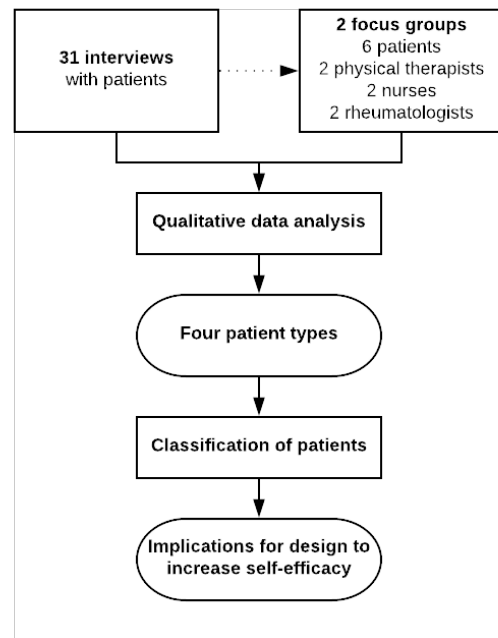 31 interviews
with patients
2 focus groups
6 patients
2 physical therapists
2 nurses
2 rheumatologists
Qualitative data analysis
Four patient types
Classification of patients
Implications for design to
increase self-efficacy